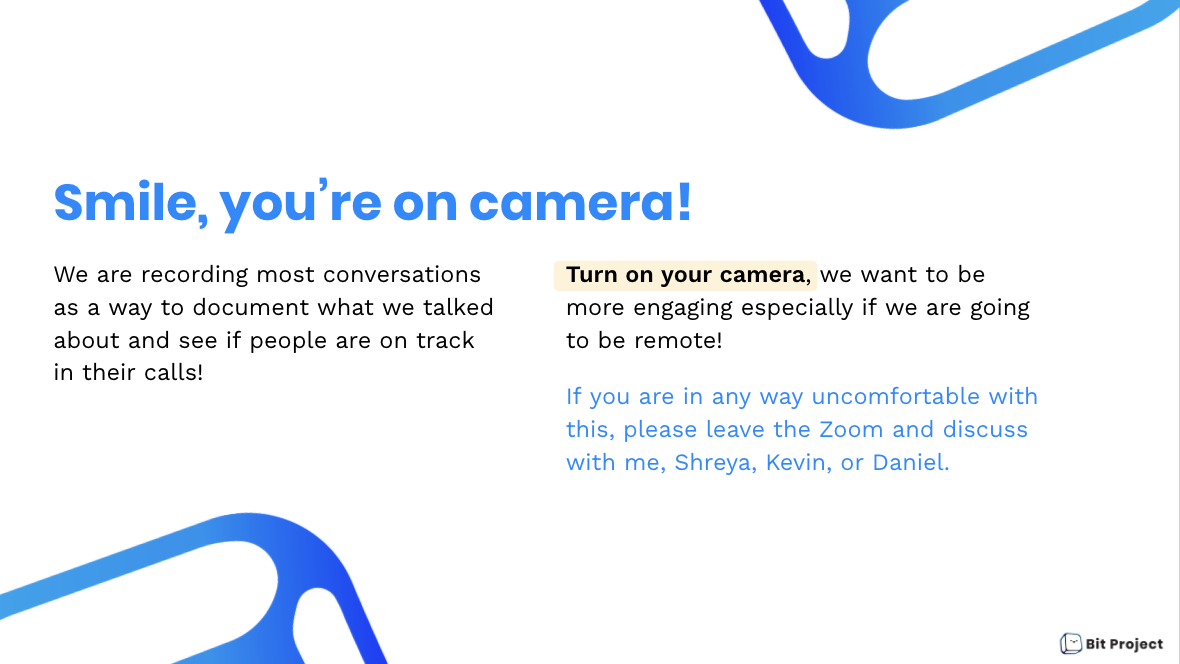 Smile, you’re on camera!
We are recording most conversations
as a way to document what we talked
about and see if people are on track
in their calls!
Turn on your camera, we want to be
more engaging especially if we are going
to be remote!
If you are in any way uncomfortable with
this, please leave the Zoom and discuss
with me, Shreya, Kevin, or Daniel.
Bit Project